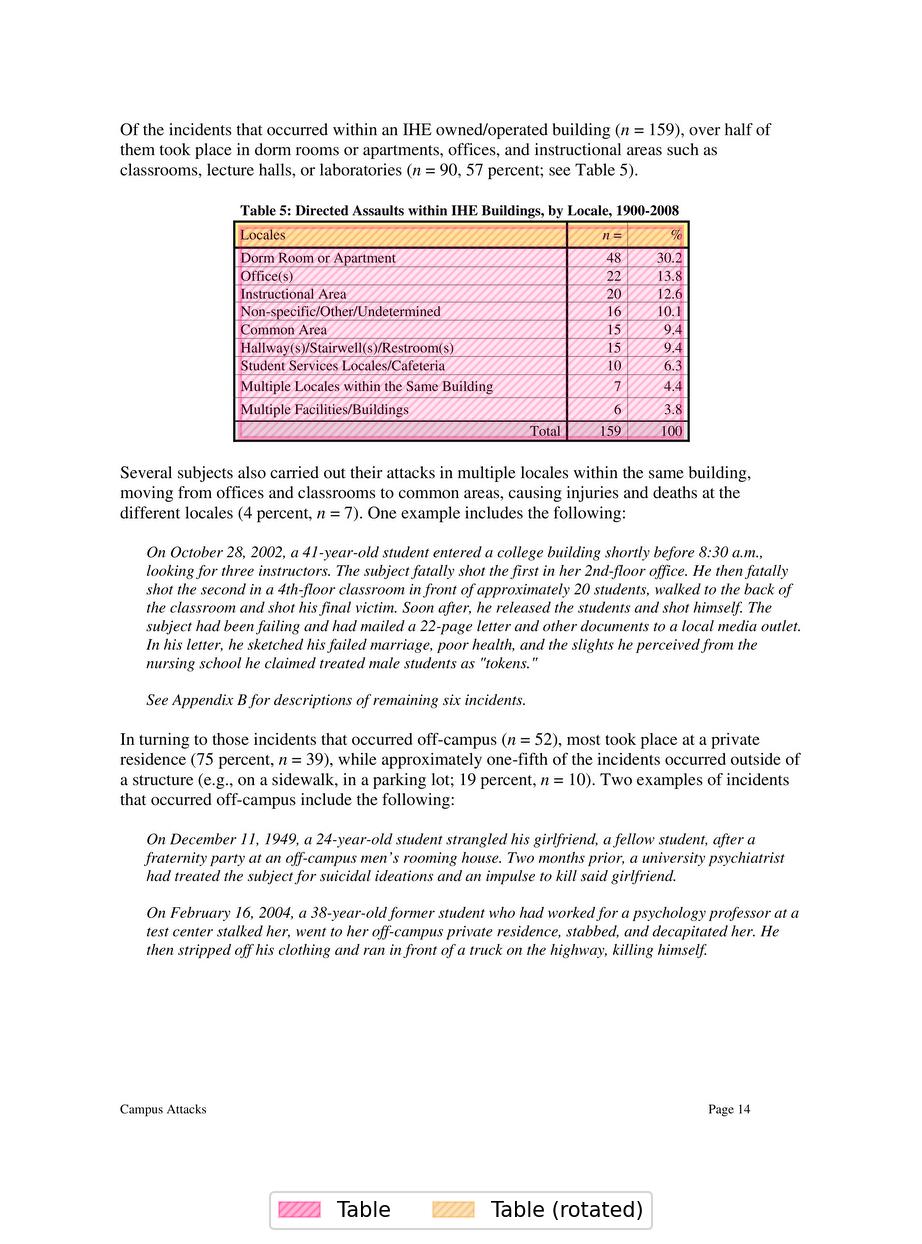 Of the incidents that occurred within an IHE owned/operated building (n = 159), over half of
them took place in dorm rooms or apartments, offices, and instructional areas such as
classrooms, lecture halls, or laboratories (n = 90, 57 percent; see Table 5).
Table 5: Directed Assaults within IHE Buildings, by Locale, 1900-2008
Locales n = %
Dorm Room or Apartment 48 30.2
Office(s) 22 13.8
Instructional Area 20 12.6
Non-specific/Other/Undetermined 16 10.1
Common Area 15 9.4
Hallway(s)/Stairwell(s)/Restroom(s) 15 9.4
Student Services Locales/Cafeteria 10 6.3
Multiple Locales within the Same Building 7 4.4
Multiple Facilities/Buildings 6 3.8
Total 159 100
Several subjects also carried out their attacks in multiple locales within the same building,
moving from offices and classrooms to common areas, causing injuries and deaths at the
different locales (4 percent, n = 7). One example includes the following:
On October 28, 2002, a 41-year-old student entered a college building shortly before 8:30 a.m.,
looking for three instructors. The subject fatally shot the first in her 2nd-floor office. He then fatally
shot the second in a 4th-floor classroom in front of approximately 20 students, walked to the back of
the classroom and shot his final victim. Soon after, he released the students and shot himself. The
subject had been failing and had mailed a 22-page letter and other documents to a local media outlet.
In his letter, he sketched his failed marriage, poor health, and the slights he perceived from the
nursing school he claimed treated male students as "tokens."
See Appendix B for descriptions of remaining six incidents.
In turning to those incidents that occurred off-campus (n = 52), most took place at a private
residence (75 percent, n = 39), while approximately one-fifth of the incidents occurred outside of
a structure (e.g., on a sidewalk, in a parking lot; 19 percent, n = 10). Two examples of incidents
that occurred off-campus include the following:
On December 11, 1949, a 24-year-old student strangled his girlfriend, a fellow student, after a
fraternity party at an off-campus men’s rooming house. Two months prior, a university psychiatrist
had treated the subject for suicidal ideations and an impulse to kill said girlfriend.
On February 16, 2004, a 38-year-old former student who had worked for a psychology professor at a
test center stalked her, went to her off-campus private residence, stabbed, and decapitated her. He
then stripped off his clothing and ran in front of a truck on the highway, killing himself.
Campus Attacks Page 14
Table Table (rotated)